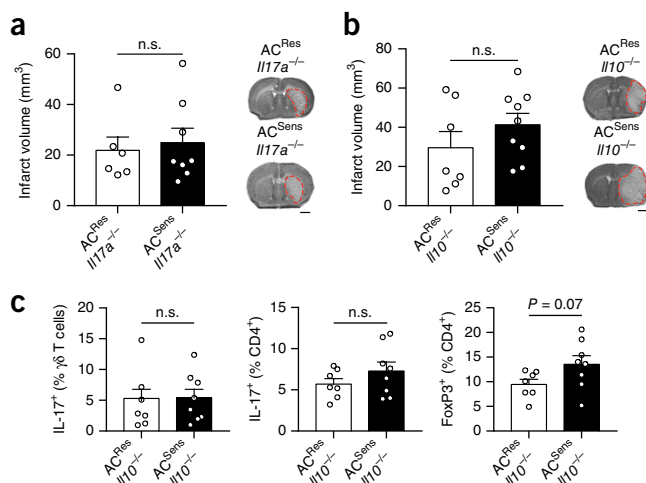 a
Infarct volume (mm³)
60
40
20
0
n.s.
AC^Res
Il17a^–/–
AC^Sens
Il17a^–/–
AC^Res
Il17a^–/–
AC^Sens
Il17a^–/–
b
Infarct volume (mm³)
80
60
40
20
0
n.s.
AC^Res
Il10^–/–
AC^Sens
Il10^–/–
AC^Res
Il10^–/–
AC^Sens
Il10^–/–
c
IL-17⁺ (% γδ T cells)
20
15
10
5
0
n.s.
AC^Res
Il10^–/–
AC^Sens
Il10^–/–
IL-17⁺ (% CD4⁺)
15
10
5
0
n.s.
AC^Res
Il10^–/–
AC^Sens
Il10^–/–
FoxP3⁺ (% CD4⁺)
25
20
15
10
5
0
P = 0.07
AC^Res
Il10^–/–
AC^Sens
Il10^–/–